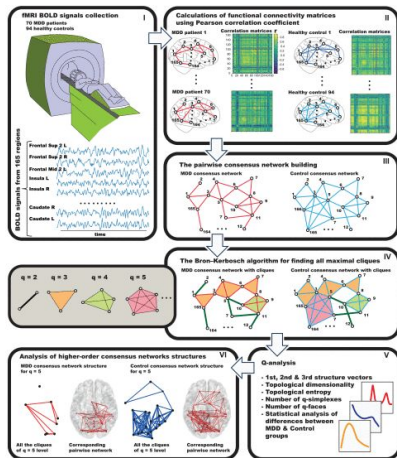 I
fMRI BOLD signals collection
70 MDD patients
94 healthy controls
BOLD signals from 165 regions
Frontal Sup 2 L
Frontal Sup 2 R
Frontal Mid 2 L
Insula L
Insula R
Caudate R
Caudate L
time
II
Calculations of functional connectivity matrices
using Pearson correlation coefficient
MDD patient 1
Correlation matrices
Healthy control 1
Correlation matrices
MDD patient 70
Healthy control 94
III
The pairwise consensus network building
MDD consensus network
Control consensus network
IV
The Bron-Kerbosch algorithm for finding all maximal cliques
MDD consensus network with cliques
Control consensus network with cliques
q = 2
q = 3
q = 4
q = 5
V
Q-analysis
- 1st, 2nd & 3rd structure vectors
- Topological dimensionality
- Topological entropy
- Number of q-simplexes
- Number of q-faces
- Statistical analysis of
differences between
MDD & Control
groups
VI
Analysis of higher-order consensus networks structures
MDD consensus network structure
for q = 5
Control consensus network structure
for q = 5
All the cliques
of q = 5 level
Corresponding
pairwise network
All the cliques
of q = 5 level
Corresponding
pairwise network